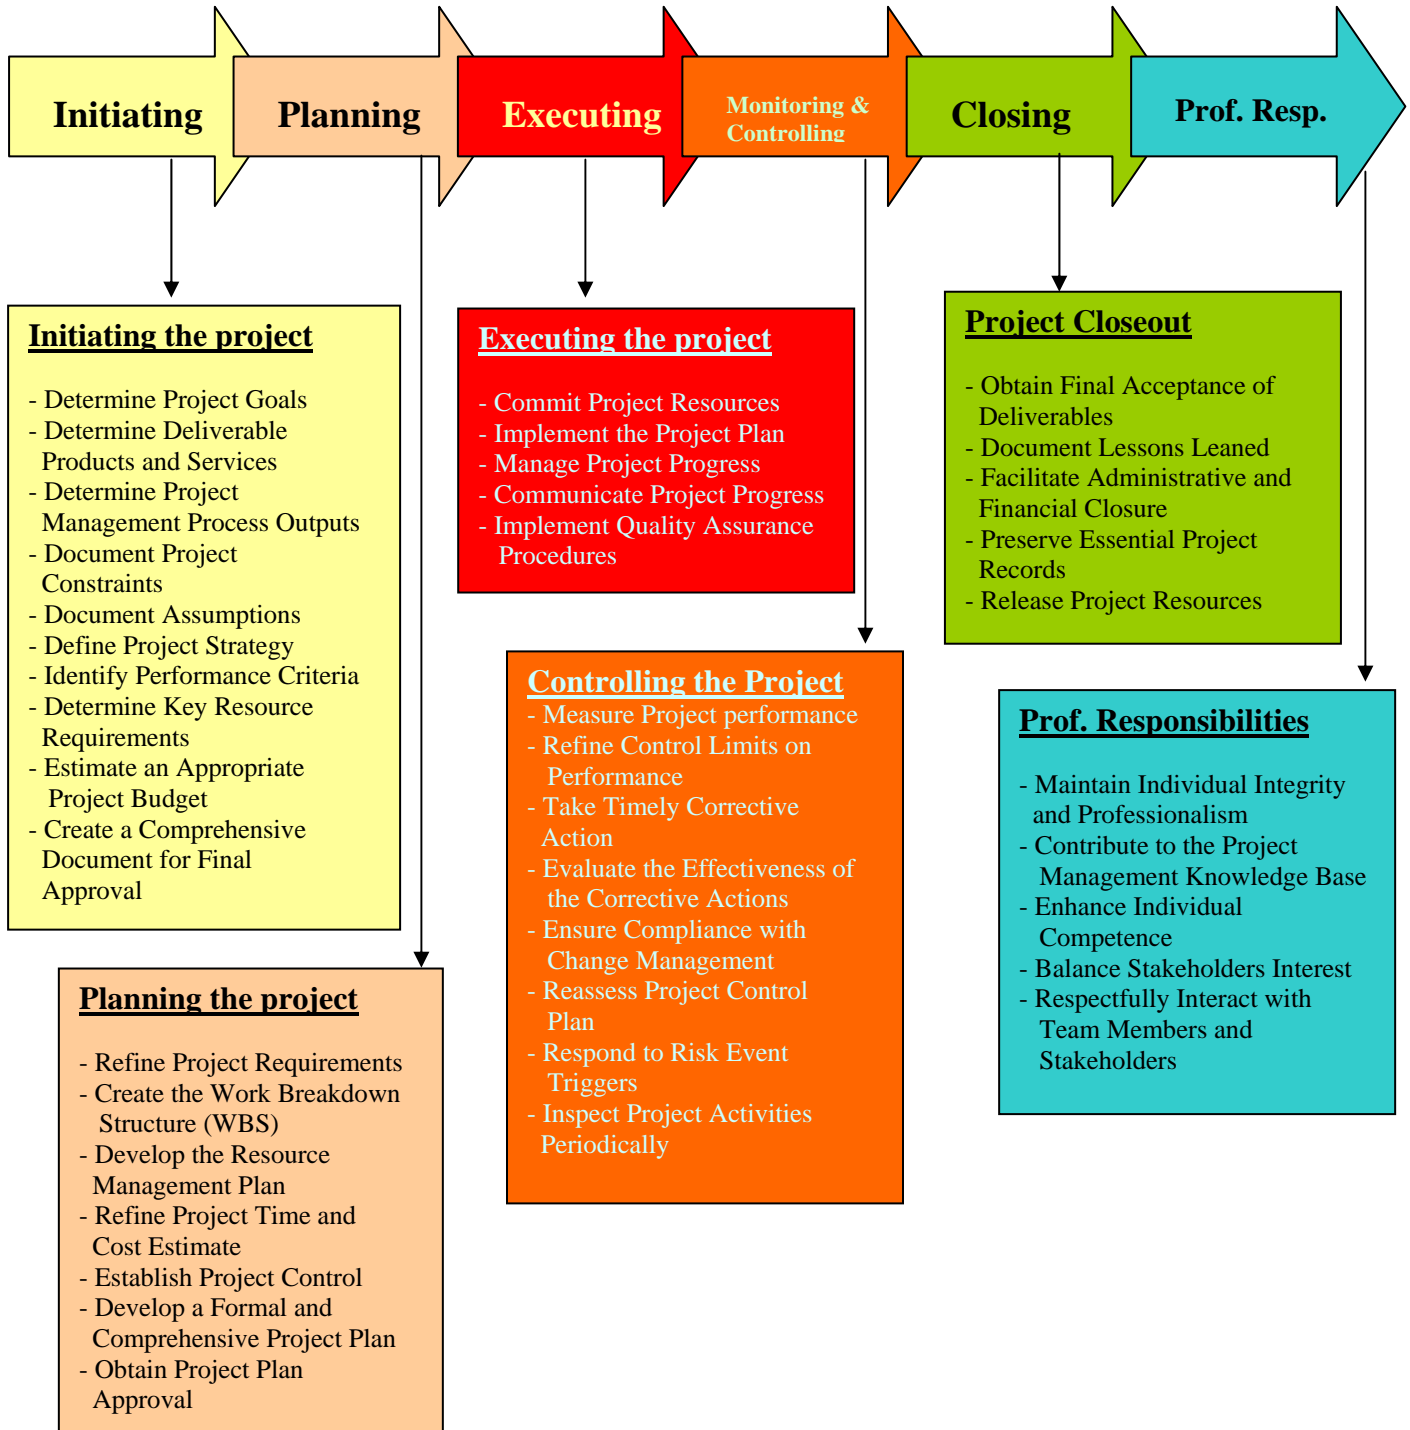 Initiating
Planning
Executing
Monitoring &
Controlling
Closing
Prof. Resp.
Initiating the project
- Determine Project Goals
- Determine Deliverable
Products and Services
- Determine Project
Management Process Outputs
- Document Project
Constraints
- Document Assumptions
- Define Project Strategy
- Identify Performance Criteria
- Determine Key Resource
Requirements
- Estimate an Appropriate
Project Budget
- Create a Comprehensive
Document for Final
Approval
Planning the project
- Refine Project Requirements
- Create the Work Breakdown
Structure (WBS)
- Develop the Resource
Management Plan
- Refine Project Time and
Cost Estimate
- Establish Project Control
- Develop a Formal and
Comprehensive Project Plan
- Obtain Project Plan
Approval
Executing the project
- Commit Project Resources
- Implement the Project Plan
- Manage Project Progress
- Communicate Project Progress
- Implement Quality Assurance
Procedures
Controlling the Project
- Measure Project performance
- Refine Control Limits on
Performance
- Take Timely Corrective
Action
- Evaluate the Effectiveness of
the Corrective Actions
- Ensure Compliance with
Change Management
- Reassess Project Control
Plan
- Respond to Risk Event
Triggers
- Inspect Project Activities
Periodically
Project Closeout
- Obtain Final Acceptance of
Deliverables
- Document Lessons Leaned
- Facilitate Administrative and
Financial Closure
- Preserve Essential Project
Records
- Release Project Resources
Prof. Responsibilities
- Maintain Individual Integrity
and Professionalism
- Contribute to the Project
Management Knowledge Base
- Enhance Individual
Competence
- Balance Stakeholders Interest
- Respectfully Interact with
Team Members and
Stakeholders